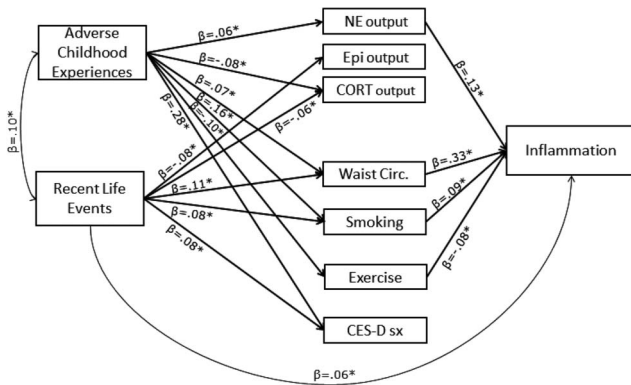 Adverse
Childhood
Experiences
Recent Life
Events
NE output
Epi output
CORT output
Waist Circ.
Smoking
Exercise
CES-D sx
Inflammation
β=.10*
β=.06*
β=-.08*
β=.07*
β=.16*
β=-.10*
β=.28*
β=-.08*
β=-.06*
β=.11*
β=.08*
β=.08*
β=.13*
β=.33*
β=.09*
β=-.08*
β=.06*